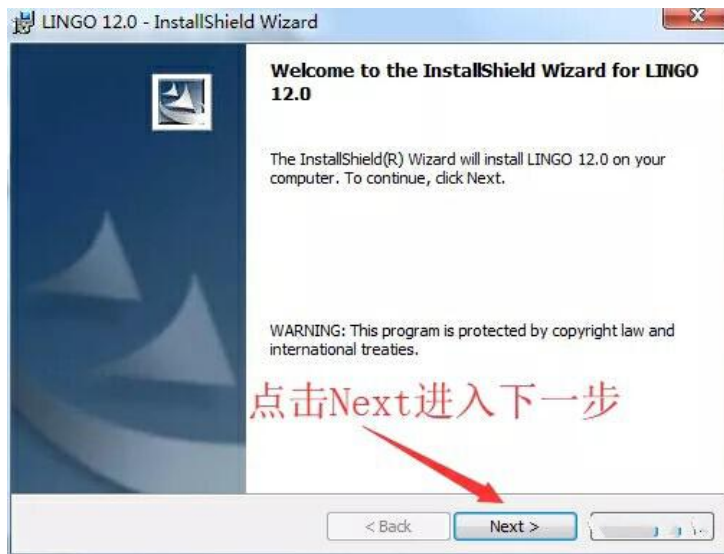 LINGO 12.0 - InstallShield Wizard
Welcome to the InstallShield Wizard for LINGO
12.0
The InstallShield(R) Wizard will install LINGO 12.0 on your
computer. To continue, click Next.
WARNING: This program is protected by copyright law and
international treaties.
点击Next进入下一步
< Back
Next >